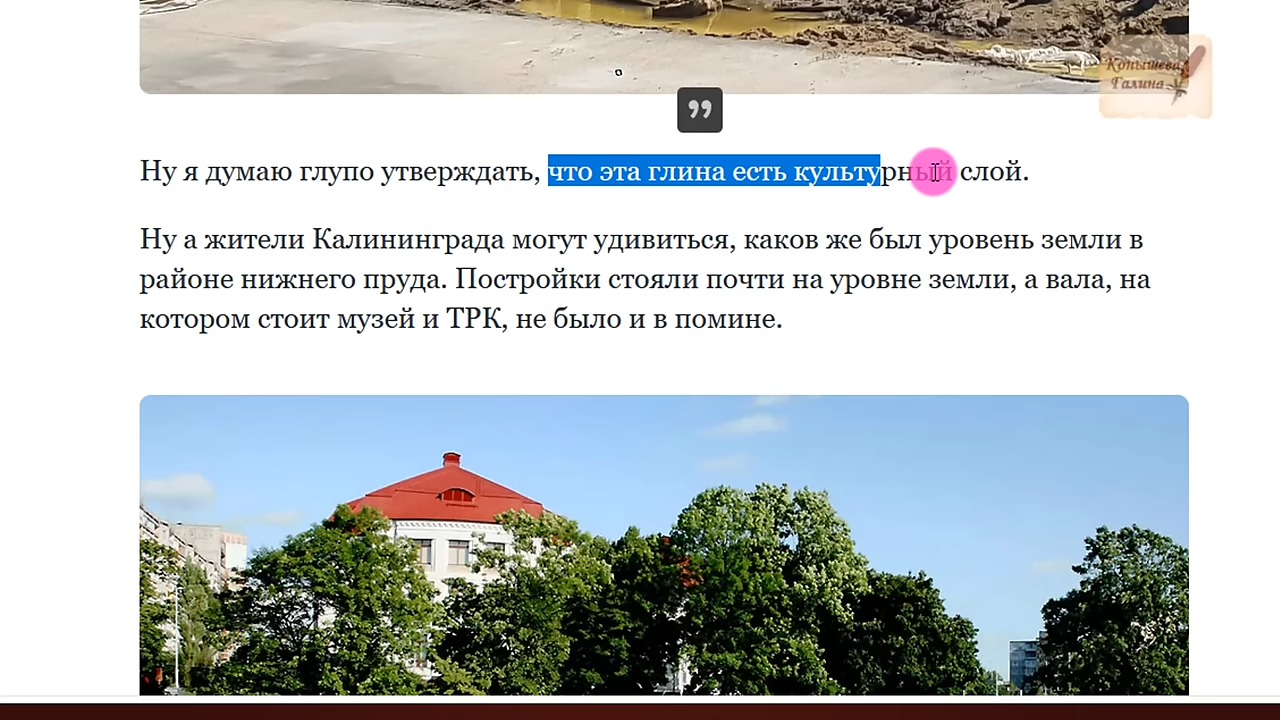 Конышева
Галина
Ну я думаю глупо утверждать, что эта глина есть культурный слой.
Ну а жители Калининграда могут удивиться, каков же был уровень земли в
районе нижнего пруда. Постройки стояли почти на уровне земли, а вала, на
котором стоит музей и ТРК, не было и в помине.